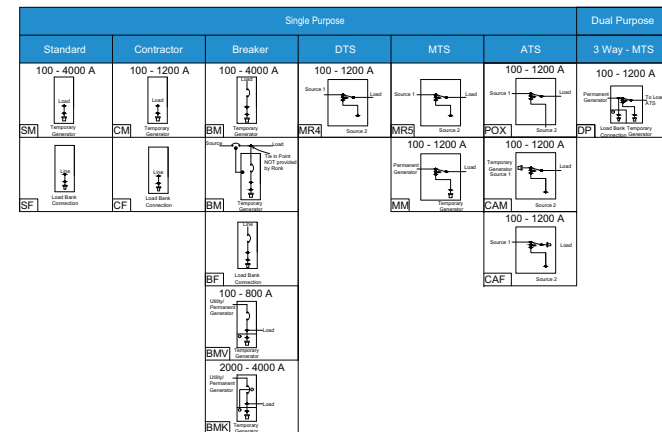 Single Purpose
Dual Purpose
Standard
Contractor
Breaker
DTS
MTS
ATS
3 Way - MTS
100 - 4000 A
Load
SM
Temporary
Generator
100 - 1200 A
Load
CM
Temporary
Generator
100 - 4000 A
Load
BM
Temporary
Generator
100 - 1200 A
Source 1
Load
MR4
Source 2
Source 1
Load
MR5
Source 2
100 - 1200 A
Source 1
Load
POX
Source 2
100 - 1200 A
Permanent
Generator
To Load
ATS
DP
Load Bank
Connection
Temporary
Generator
Line
SF
Load Bank
Connection
Line
CF
Load Bank
Connection
Source
Load
Tie in Point
NOT provided
by Ronk
BM
Temporary
Generator
100 - 1200 A
Permanent
Generator
Load
MM
Temporary
Generator
100 - 1200 A
Temporary
Generator
Source 1
Load
CAM
Source 2
Line
BF
Load Bank
Connection
100 - 1200 A
Source 1
Load
CAF
Source 2
100 - 800 A
Utility/
Permanent
Generator
Load
BMV
Temporary
Generator
2000 - 4000 A
Utility/
Permanent
Generator
Load
BMK
Temporary
Generator